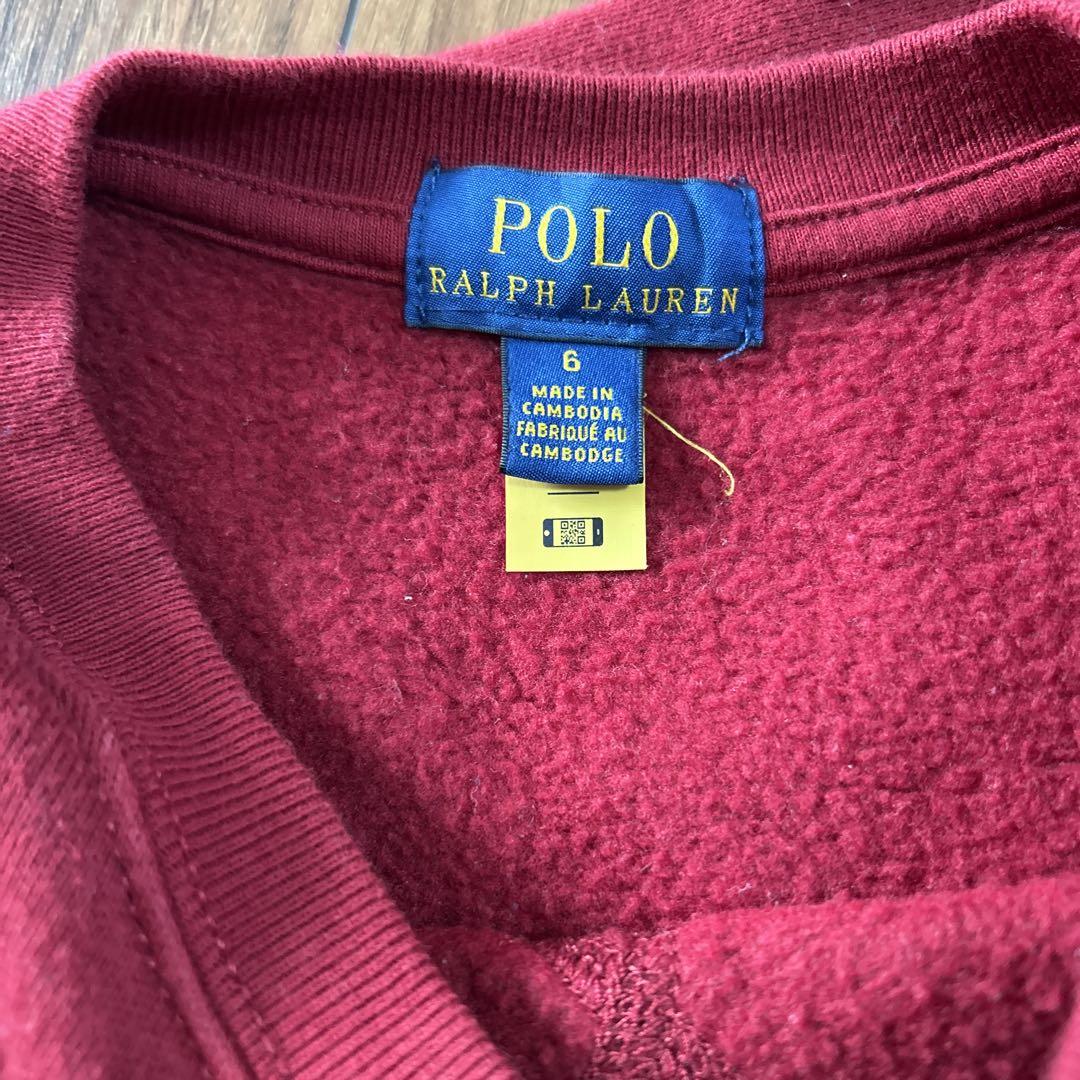 POLO
RALPH LAUREN
6
MADE IN
CAMBODIA
FABRIQUÉ AU
CAMBODGE